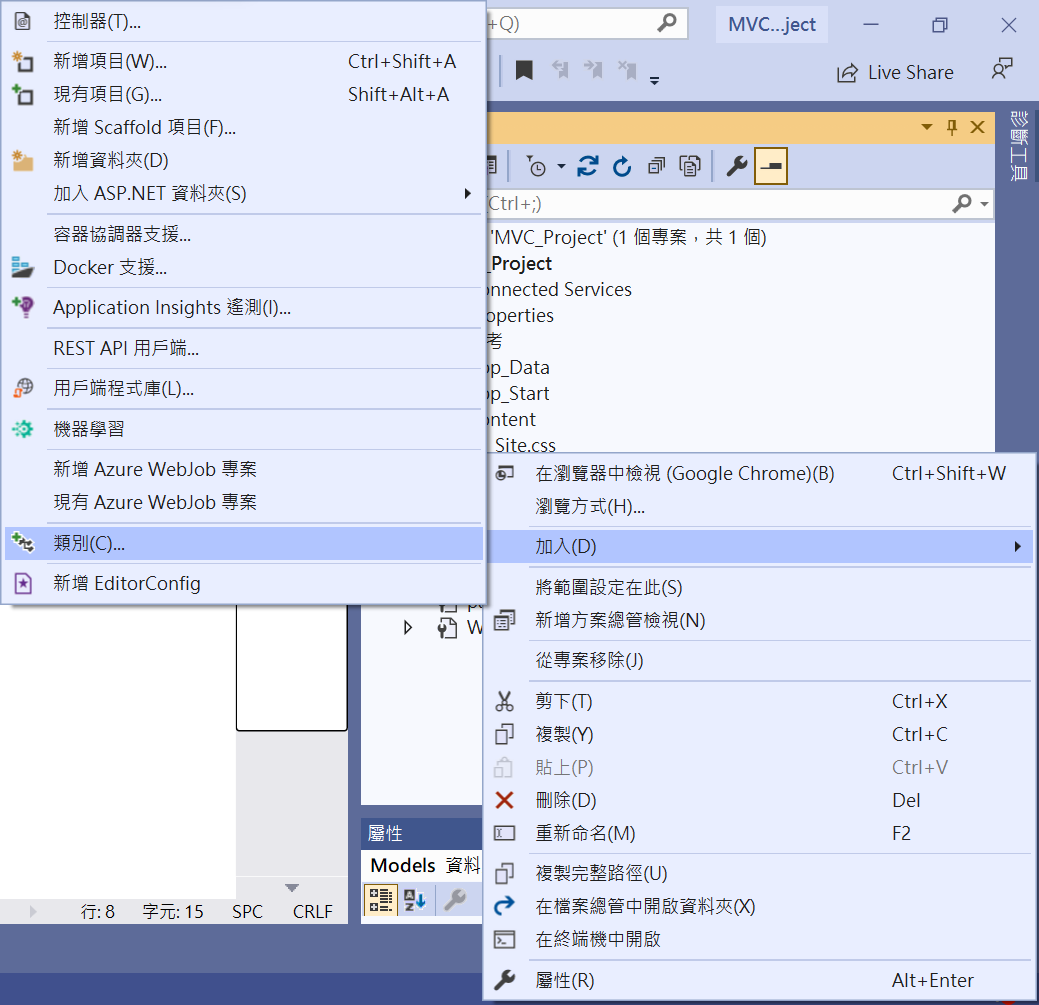 控制器(T)...
新增項目(W)... Ctrl+Shift+A
現有項目(G)... Shift+Alt+A
新增 Scaffold 項目(F)...
新增資料夾(D)
加入 ASP.NET 資料夾(S)
容器協調器支援...
Docker 支援...
Application Insights 遙測(I)...
REST API 用戶端...
用戶端程式庫(L)...
機器學習
新增 Azure WebJob 專案
現有 Azure WebJob 專案
類別(C)...
新增 EditorConfig
+Q)
MVC...ject
Live Share
診斷工具
Ctrl+;)
'MVC_Project' (1 個專案，共 1 個)
_Project
onnected Services
operties
考
pp_Data
pp_Start
ontent
Site.css
在瀏覽器中檢視 (Google Chrome)(B) Ctrl+Shift+W
瀏覽方式(H)...
加入(D)
將範圍設定在此(S)
新增方案總管檢視(N)
從專案移除(J)
剪下(T) Ctrl+X
複製(Y) Ctrl+C
貼上(P) Ctrl+V
刪除(D) Del
重新命名(M) F2
複製完整路徑(U)
在檔案總管中開啟資料夾(X)
在終端機中開啟
屬性(R) Alt+Enter
W
屬性
Models 資料
行: 8 字元: 15 SPC CRLF